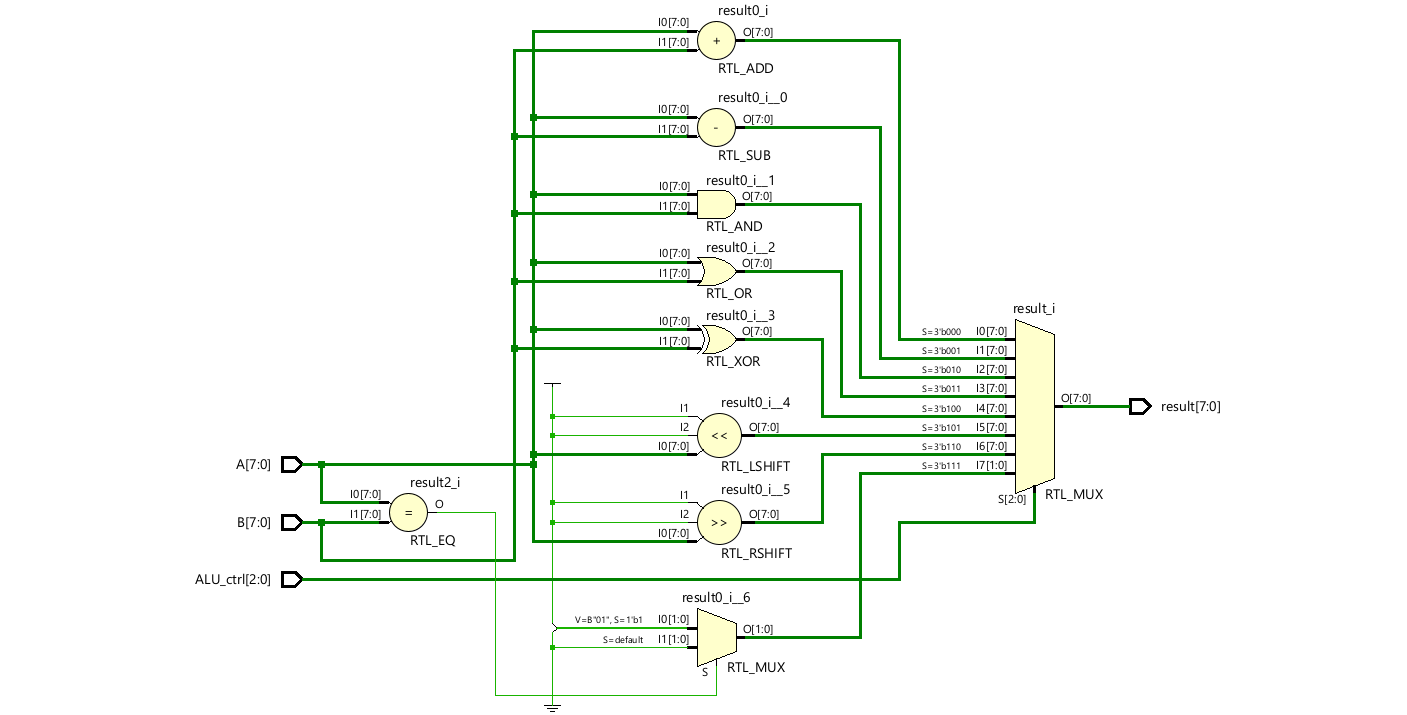 result0_i
I0[7:0]
I1[7:0]
+
O[7:0]
RTL_ADD
result0_i__0
I0[7:0]
I1[7:0]
-
O[7:0]
RTL_SUB
result0_i__1
I0[7:0]
I1[7:0]
O[7:0]
RTL_AND
result0_i__2
I0[7:0]
I1[7:0]
O[7:0]
RTL_OR
result0_i__3
I0[7:0]
I1[7:0]
O[7:0]
RTL_XOR
result0_i__4
I1
I2
I0[7:0]
<<
O[7:0]
RTL_LSHIFT
result0_i__5
I1
I2
I0[7:0]
>>
O[7:0]
RTL_RSHIFT
A[7:0]
B[7:0]
ALU_ctrl[2:0]
result2_i
I0[7:0]
I1[7:0]
=
O
RTL_EQ
result0_i__6
V=B"01", S=1'b1 I0[1:0]
S=default I1[1:0]
O[1:0]
S
RTL_MUX
result_i
S=3'b000 I0[7:0]
S=3'b001 I1[7:0]
S=3'b010 I2[7:0]
S=3'b011 I3[7:0]
S=3'b100 I4[7:0]
S=3'b101 I5[7:0]
S=3'b110 I6[7:0]
S=3'b111 I7[1:0]
S[2:0]
O[7:0]
RTL_MUX
result[7:0]